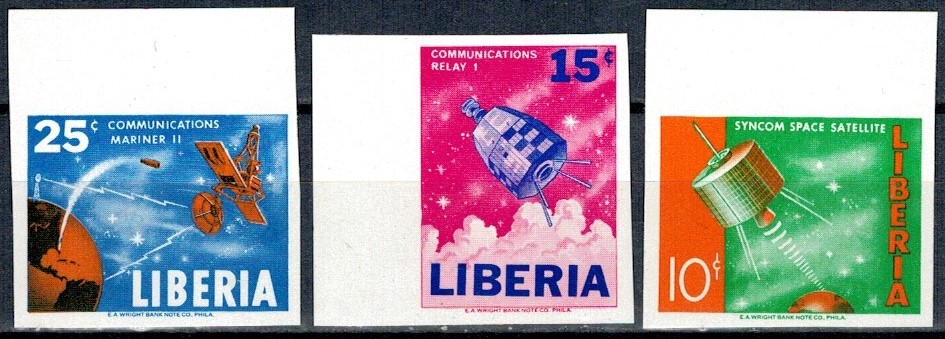 25¢ COMMUNICATIONS
MARINER II
LIBERIA
E.A. WRIGHT BANK NOTE CO., PHILA.
COMMUNICATIONS
RELAY 1
15¢
LIBERIA
E.A. WRIGHT BANK NOTE CO., PHILA.
SYNCOM SPACE SATELLITE
LIBERIA
10¢
E.A. WRIGHT BANK NOTE CO., PHILA.